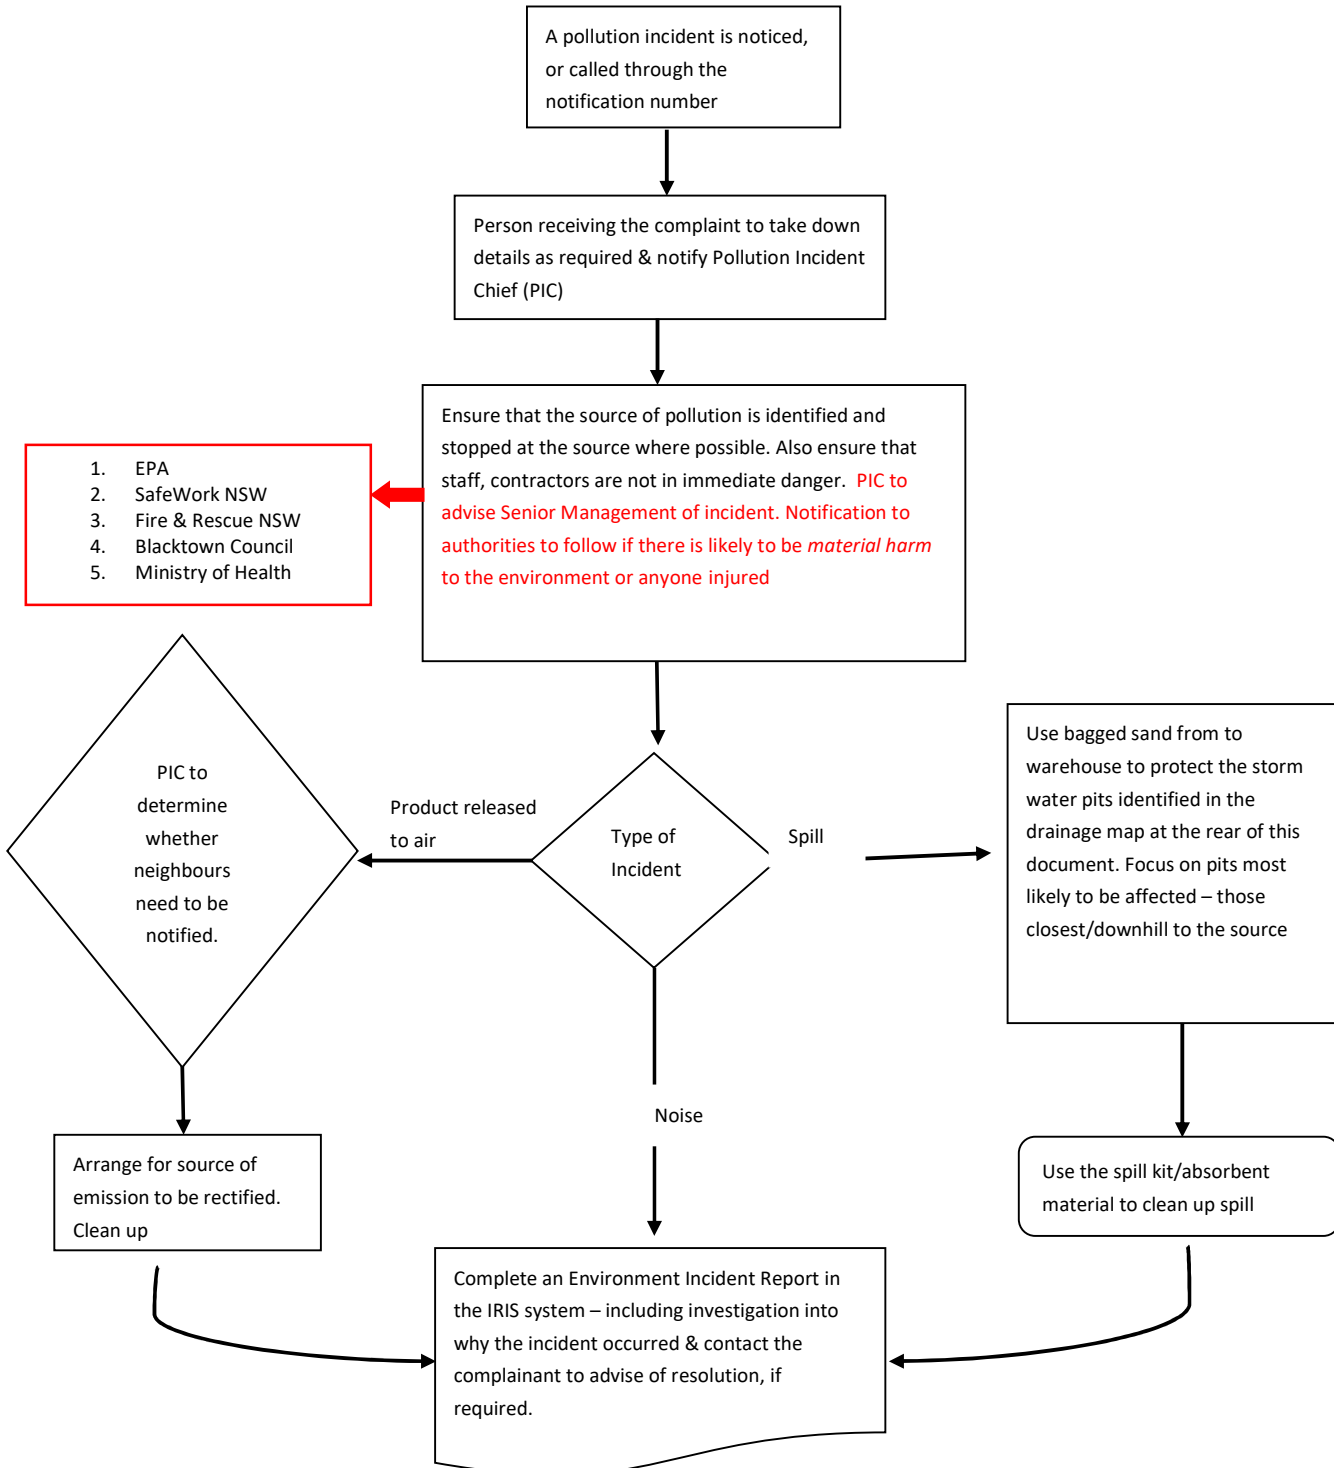 A pollution incident is noticed,
or called through the
notification number
Person receiving the complaint to take down
details as required & notify Pollution Incident
Chief (PIC)
Ensure that the source of pollution is identified and
stopped at the source where possible. Also ensure that
staff, contractors are not in immediate danger.  PIC to
advise Senior Management of incident. Notification to
authorities to follow if there is likely to be material harm
to the environment or anyone injured
1. EPA
2. SafeWork NSW
3. Fire & Rescue NSW
4. Blacktown Council
5. Ministry of Health
PIC to
determine
whether
neighbours
need to be
notified.
Product released
to air
Type of
Incident
Spill
Use bagged sand from to
warehouse to protect the storm
water pits identified in the
drainage map at the rear of this
document. Focus on pits most
likely to be affected – those
closest/downhill to the source
Noise
Arrange for source of
emission to be rectified.
Clean up
Use the spill kit/absorbent
material to clean up spill
Complete an Environment Incident Report in
the IRIS system – including investigation into
why the incident occurred & contact the
complainant to advise of resolution, if
required.